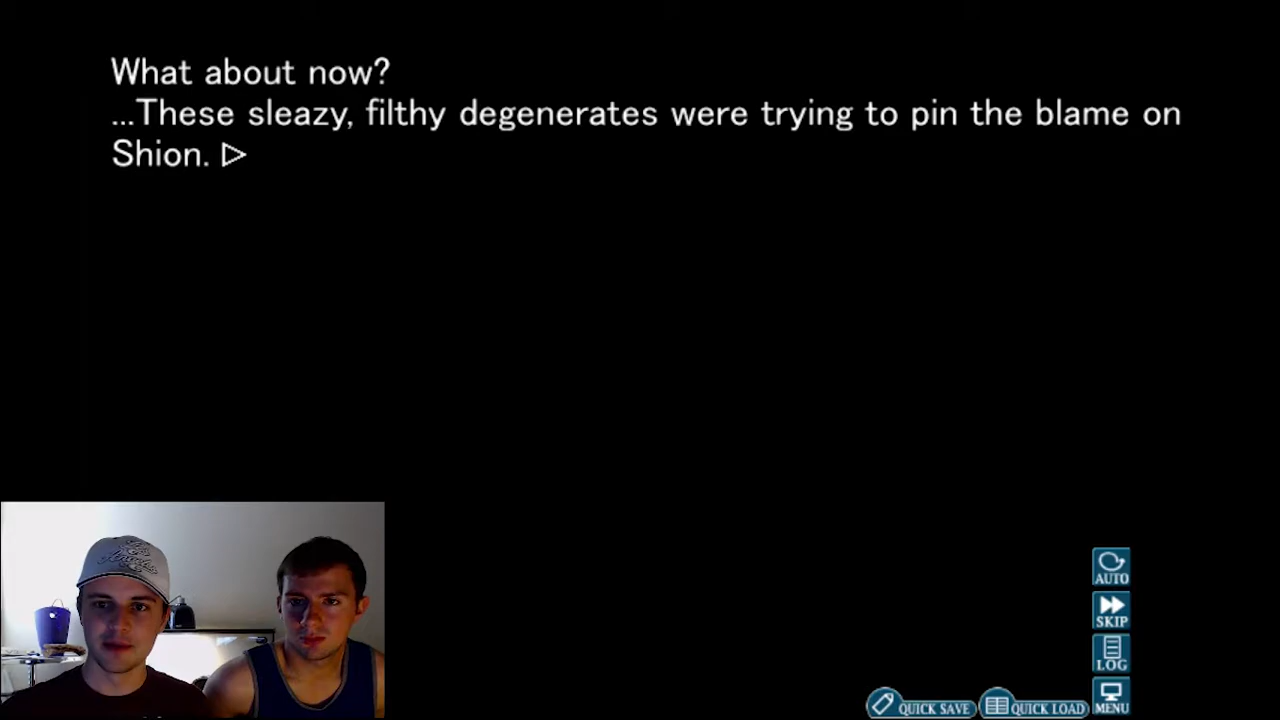 What about now?
...These sleazy, filthy degenerates were trying to pin the blame on
Shion.
AUTO
SKIP
LOG
MENU
QUICK SAVE
QUICK LOAD